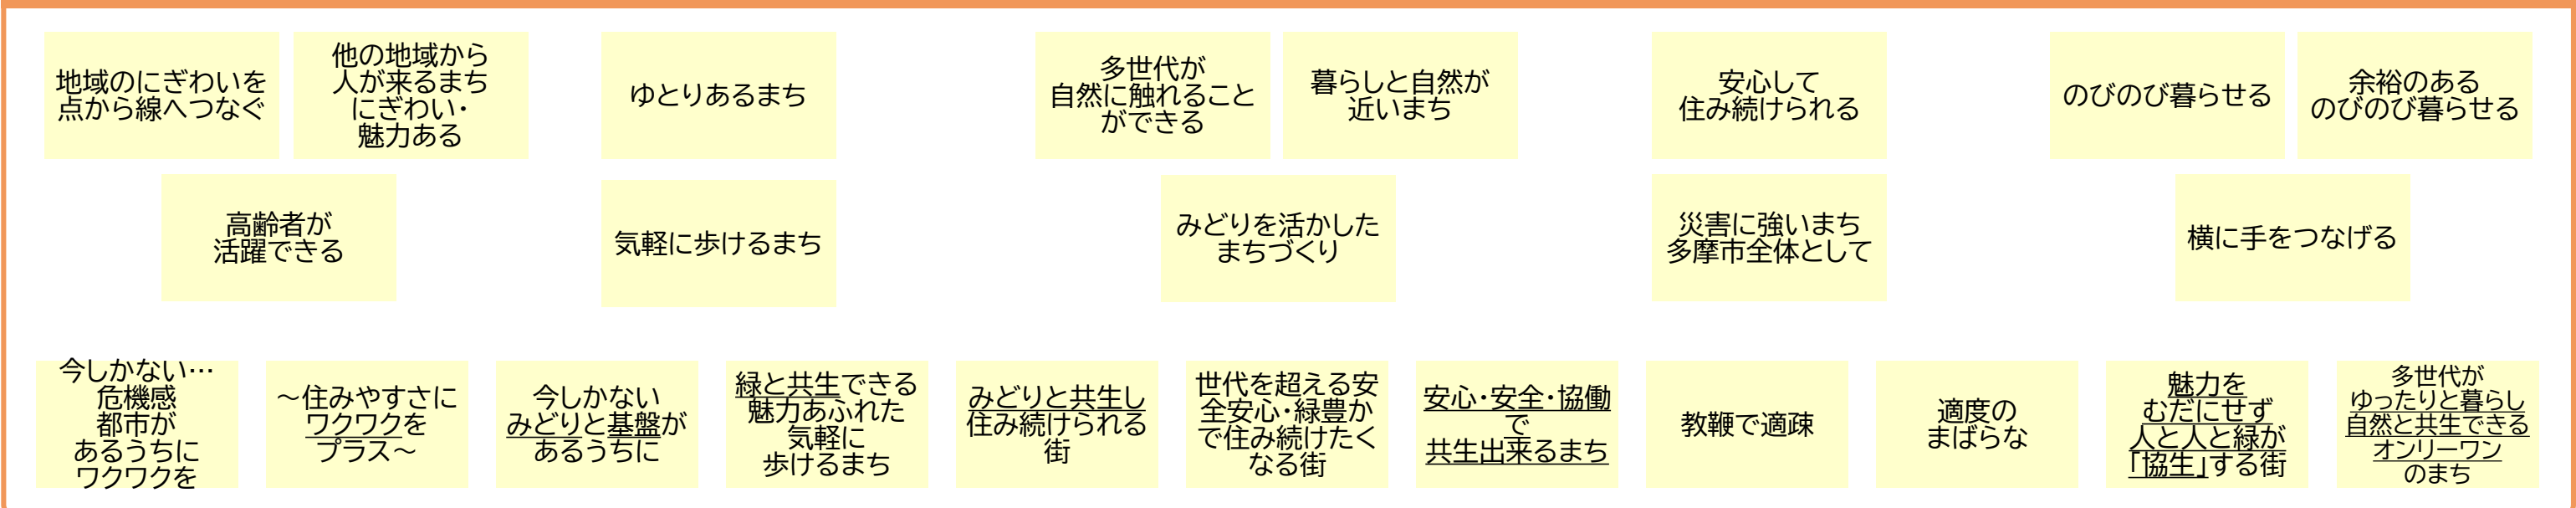 地域のにぎわいを
点から線へつなぐ
他の地域から
人が来るまち
にぎわい・
魅力ある
ゆとりあるまち
多世代が
自然に触れること
ができる
暮らしと自然が
近いまち
安心して
住み続けられる
のびのび暮らせる
余裕のある
のびのび暮らせる
高齢者が
活躍できる
気軽に歩けるまち
みどりを活かした
まちづくり
災害に強いまち
多摩市全体として
横に手をつなげる
今しかない…
危機感
都市が
あるうちに
ワクワクを
～住みやすさに
ワクワクを
プラス～
今しかない
みどりと基盤が
あるうちに
緑と共生できる
魅力あふれた
気軽に
歩けるまち
みどりと共生し
住み続けられる
街
世代を超える安
全安心・緑豊か
で住み続けたく
なる街
安心・安全・協働
で
共生出来るまち
教鞭で適疎
適度の
まばらな
魅力を
むだにせず
人と人と緑が
「協生」する街
多世代が
ゆったりと暮らし
自然と共生できる
オンリーワン
のまち